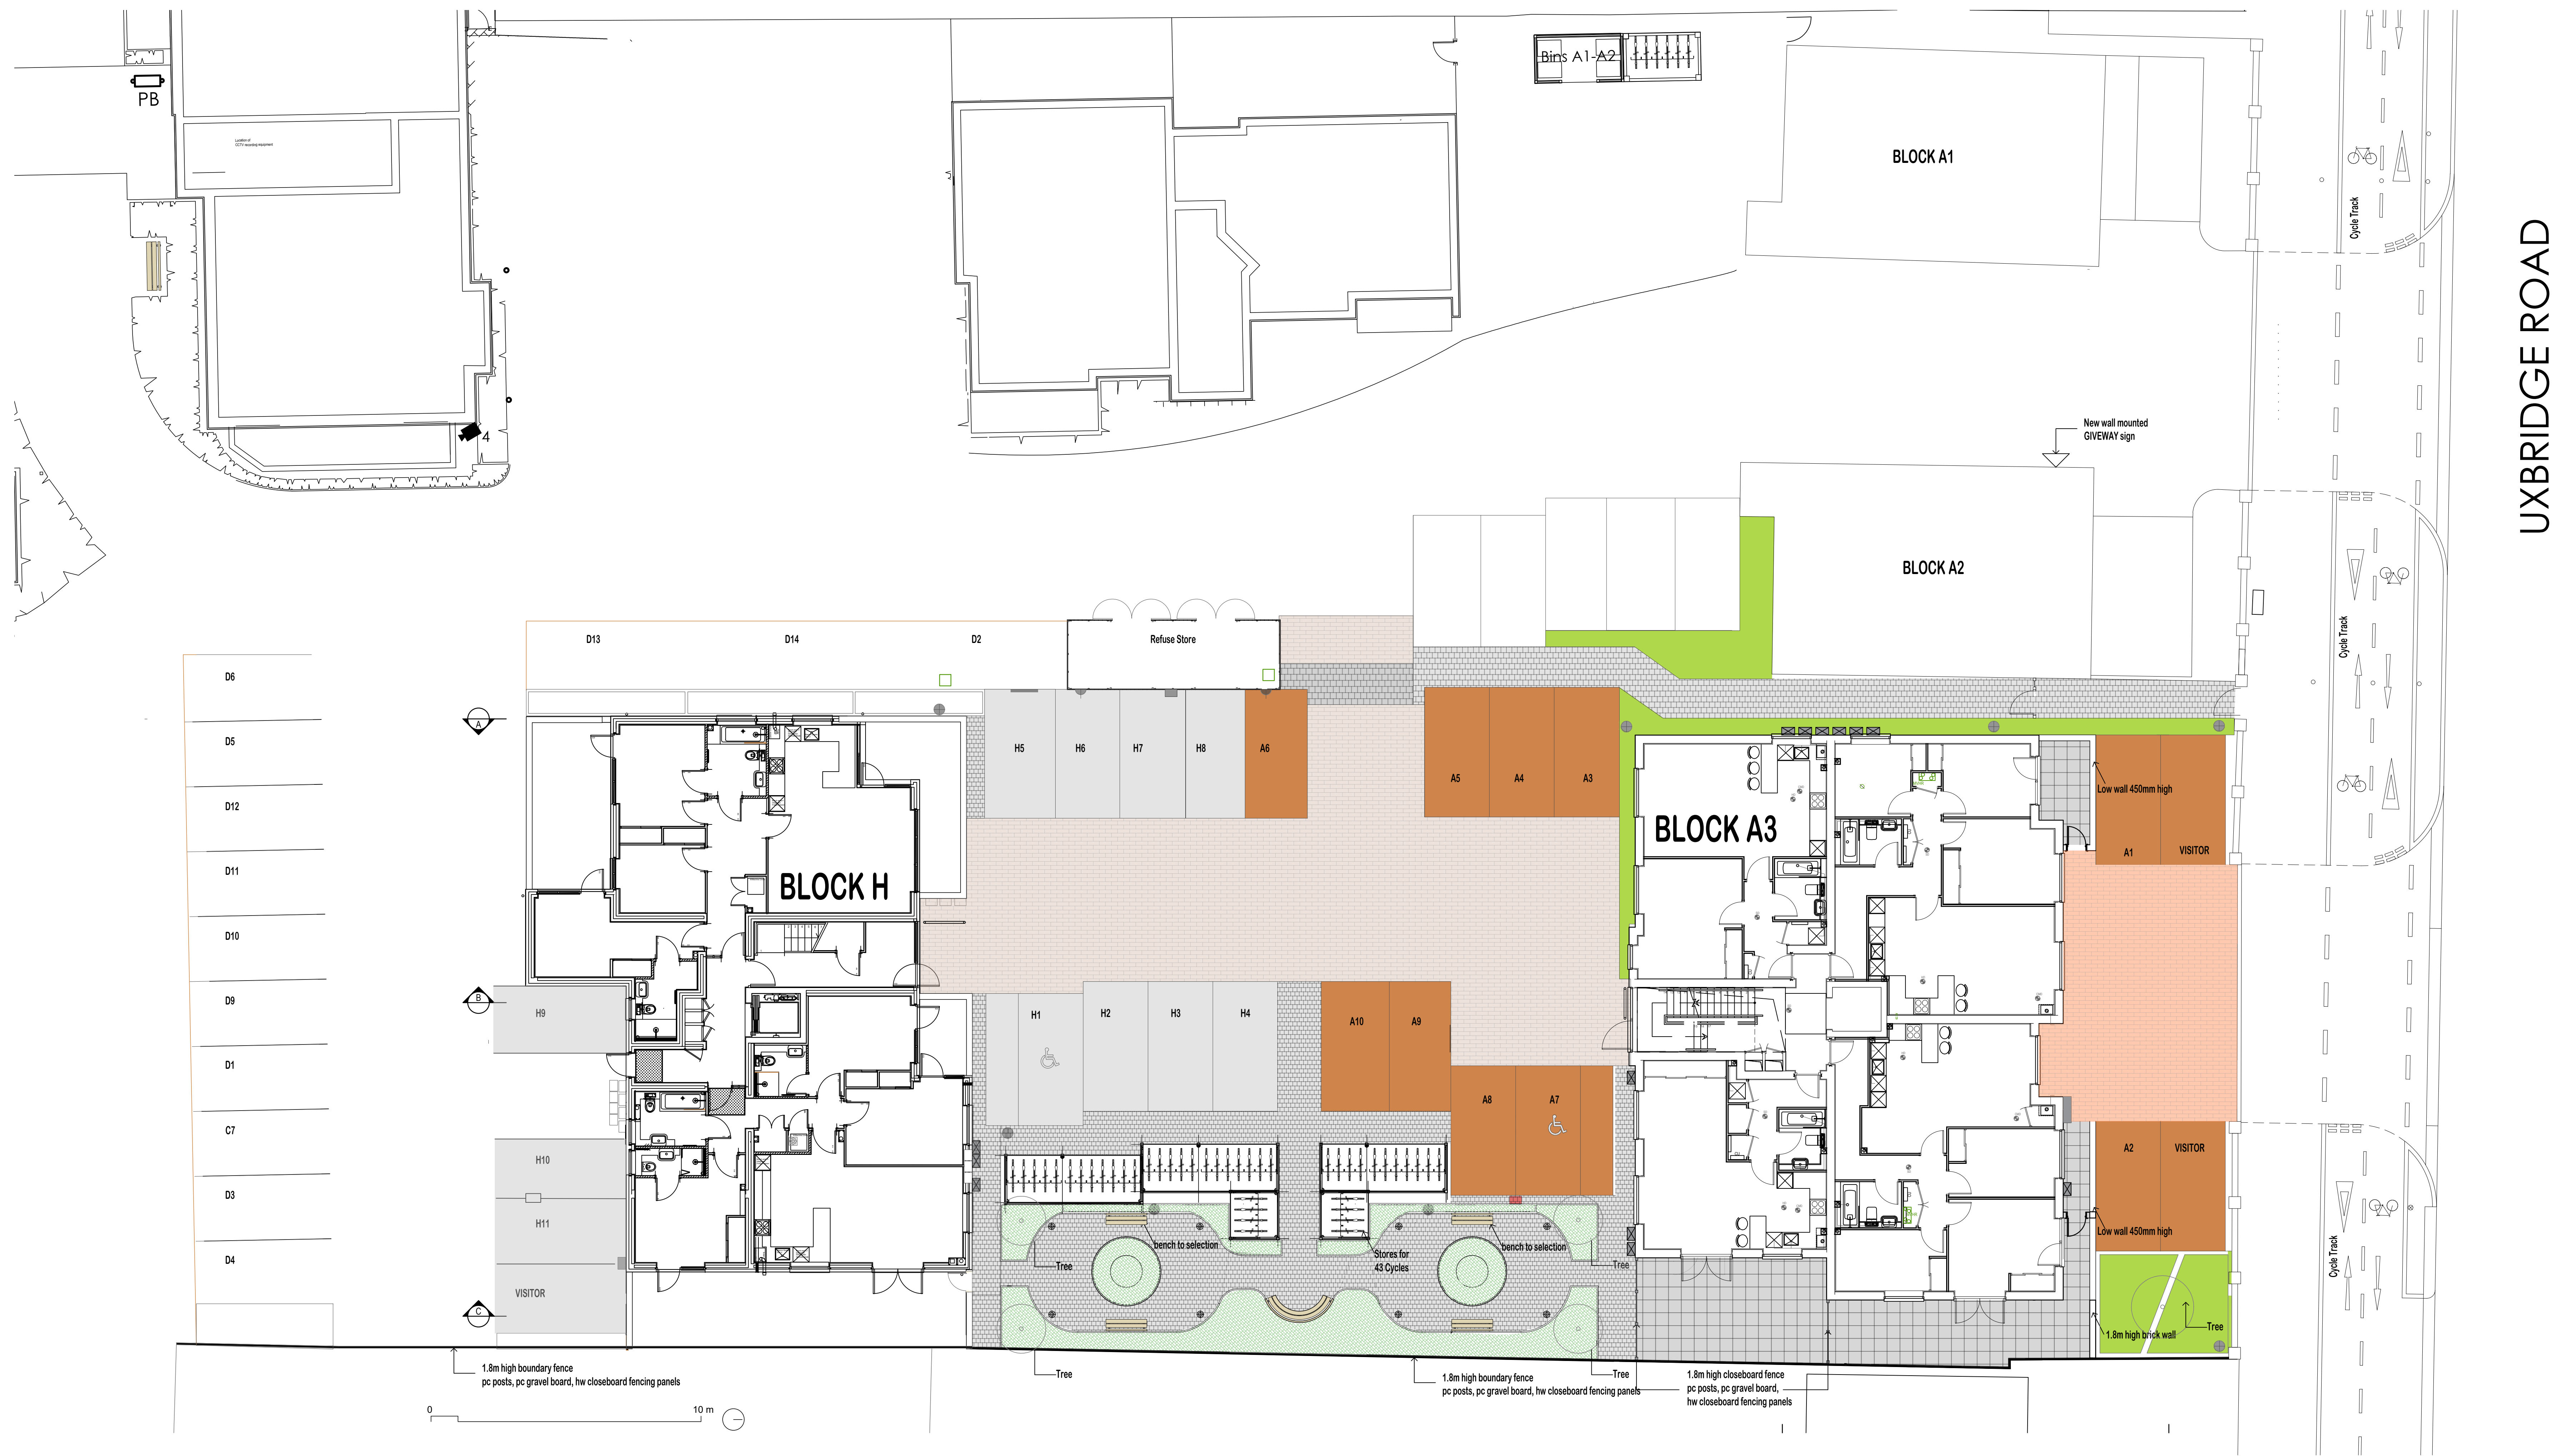 Bins A1-A2
PB
Location of
CCTV recording equipment
BLOCK A1
Cycle Track
UXBRIDGE ROAD
New wall mounted
GIVEWAY sign
4
BLOCK A2
D13
D14
D2
Refuse Store
Cycle Track
D6
A
D5
H5
H6
H7
H8
A6
A5
A4
A3
Low wall 450mm high
D12
BLOCK A3
A1
VISITOR
D11
BLOCK H
D10
D9
B
H9
H1
H2
H3
H4
A10
A9
D1
A8
A7
C7
H10
A2
VISITOR
D3
H11
Low wall 450mm high
bench to selection
bench to selection
Stores for
43 Cycles
Cycle Track
D4
Tree
Tree
VISITOR
C
Tree
1.8m high brick wall
1.8m high boundary fence
pc posts, pc gravel board, hw closeboard fencing panels
Tree
Tree
1.8m high boundary fence
pc posts, pc gravel board, hw closeboard fencing panels
1.8m high closeboard fence
pc posts, pc gravel board,
hw closeboard fencing panels
0
10 m